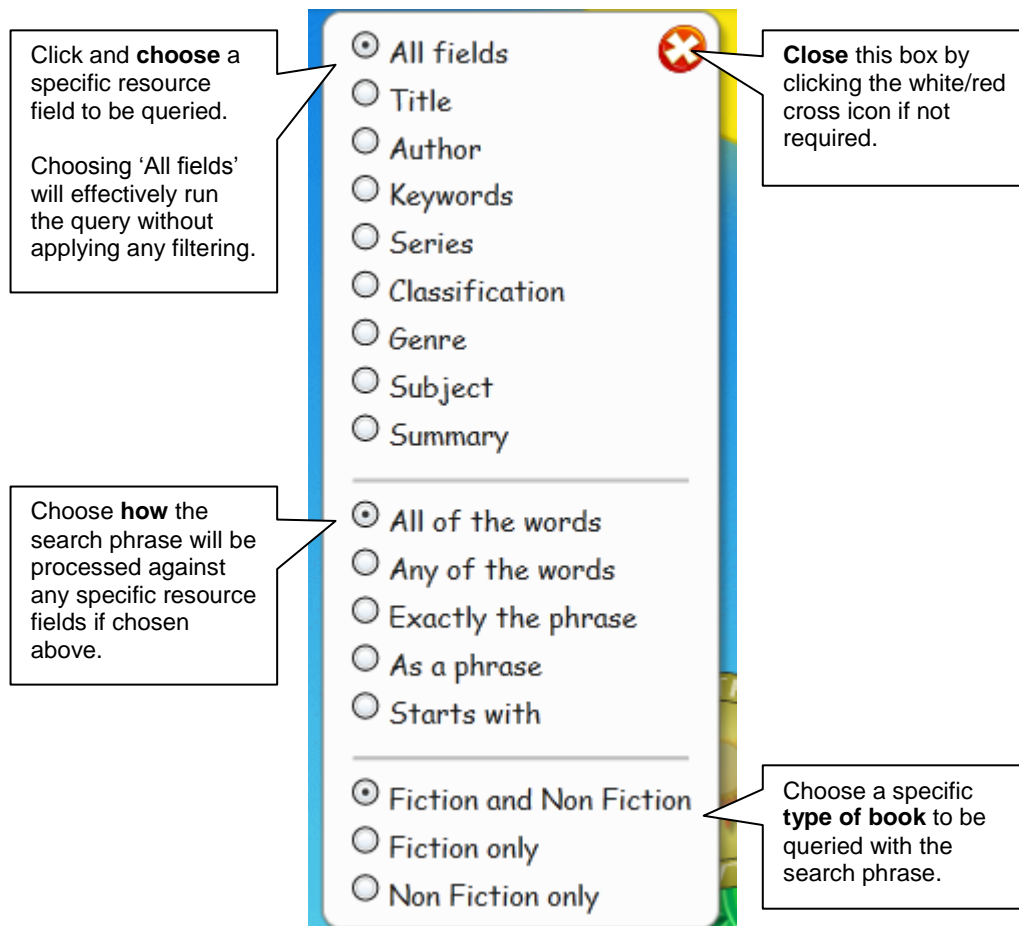 Click and choose a
specific resource
field to be queried.
Choosing ‘All fields’
will effectively run
the query without
applying any filtering.
All fields
Title
Author
Keywords
Series
Classification
Genre
Subject
Summary
Close this box by
clicking the white/red
cross icon if not
required.
Choose how the
search phrase will be
processed against
any specific resource
fields if chosen
above.
All of the words
Any of the words
Exactly the phrase
As a phrase
Starts with
Fiction and Non Fiction
Fiction only
Non Fiction only
Choose a specific
type of book to be
queried with the
search phrase.